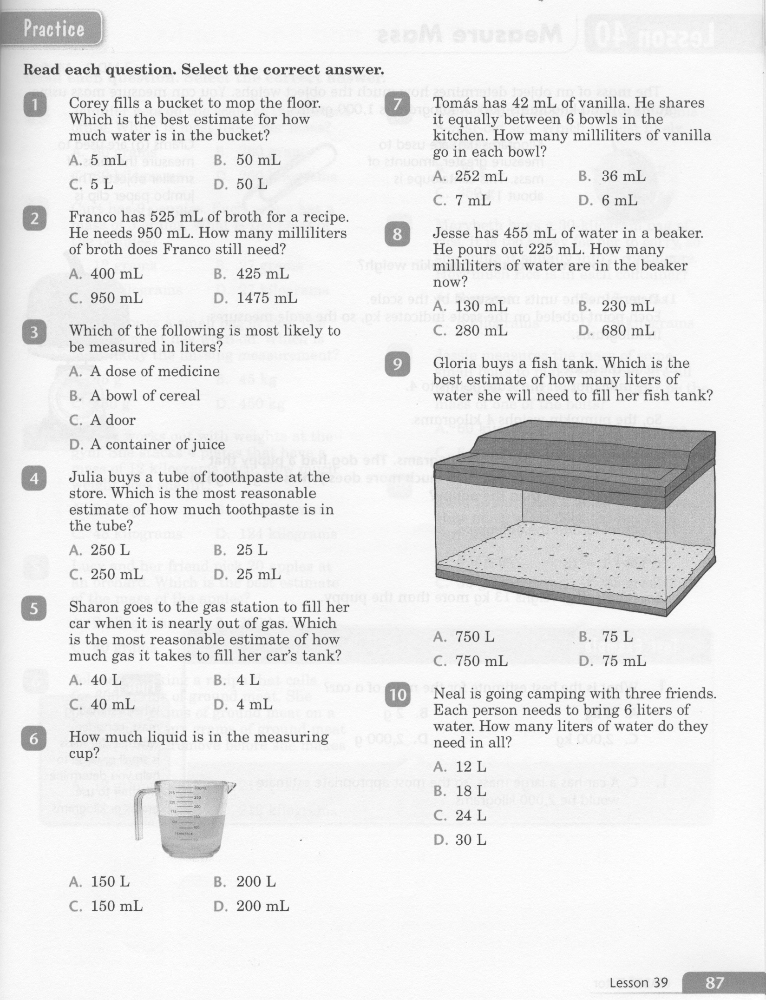 Practice
Read each question. Select the correct answer.
1 Corey fills a bucket to mop the floor.
Which is the best estimate for how
much water is in the bucket?
A. 5 mL B. 50 mL
C. 5 L D. 50 L
2 Franco has 525 mL of broth for a recipe.
He needs 950 mL. How many milliliters
of broth does Franco still need?
A. 400 mL B. 425 mL
C. 950 mL D. 1475 mL
3 Which of the following is most likely to
be measured in liters?
A. A dose of medicine
B. A bowl of cereal
C. A door
D. A container of juice
4 Julia buys a tube of toothpaste at the
store. Which is the most reasonable
estimate of how much toothpaste is in
the tube?
A. 250 L B. 25 L
C. 250 mL D. 25 mL
5 Sharon goes to the gas station to fill her
car when it is nearly out of gas. Which
is the most reasonable estimate of how
much gas it takes to fill her car's tank?
A. 40 L B. 4 L
C. 40 mL D. 4 mL
6 How much liquid is in the measuring
cup?
300mL
275
250
225
200
175
150
125
100
75
50
A. 150 L B. 200 L
C. 150 mL D. 200 mL
7 Tomás has 42 mL of vanilla. He shares
it equally between 6 bowls in the
kitchen. How many milliliters of vanilla
go in each bowl?
A. 252 mL B. 36 mL
C. 7 mL D. 6 mL
8 Jesse has 455 mL of water in a beaker.
He pours out 225 mL. How many
milliliters of water are in the beaker
now?
A. 130 mL B. 230 mL
C. 280 mL D. 680 mL
9 Gloria buys a fish tank. Which is the
best estimate of how many liters of
water she will need to fill her fish tank?
A. 750 L B. 75 L
C. 750 mL D. 75 mL
10 Neal is going camping with three friends.
Each person needs to bring 6 liters of
water. How many liters of water do they
need in all?
A. 12 L
B. 18 L
C. 24 L
D. 30 L
Lesson 39 87